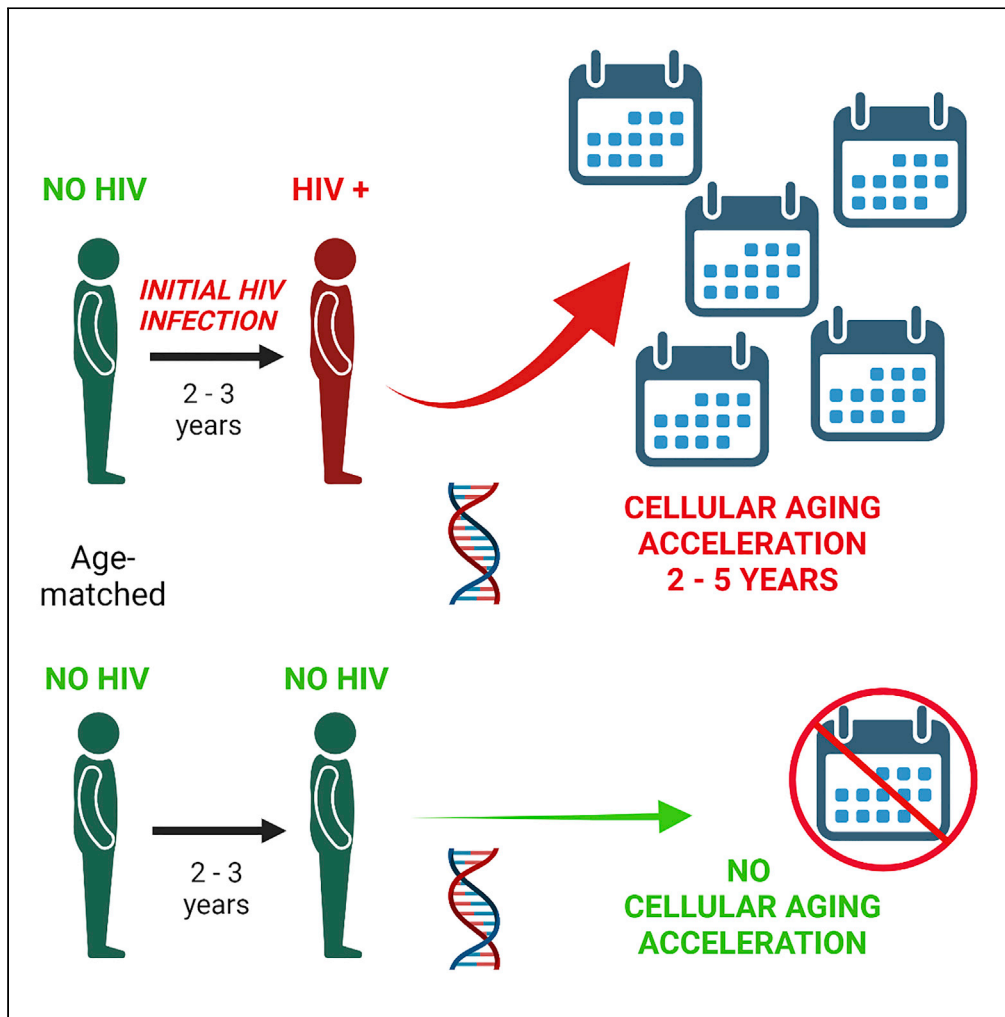 NO HIV
HIV +
INITIAL HIV
INFECTION
2 - 3
years
Age-
matched
CELLULAR AGING
ACCELERATION
2 - 5 YEARS
NO HIV
NO HIV
2 - 3
years
NO
CELLULAR AGING
ACCELERATION